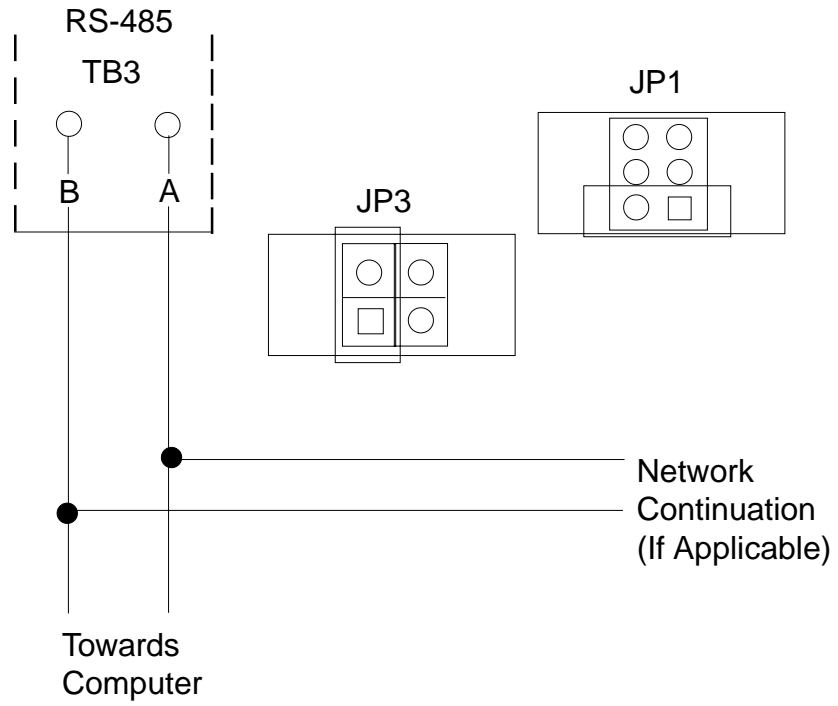 RS-485
TB3
B A
JP1
JP3
Network
Continuation
(If Applicable)
Towards
Computer